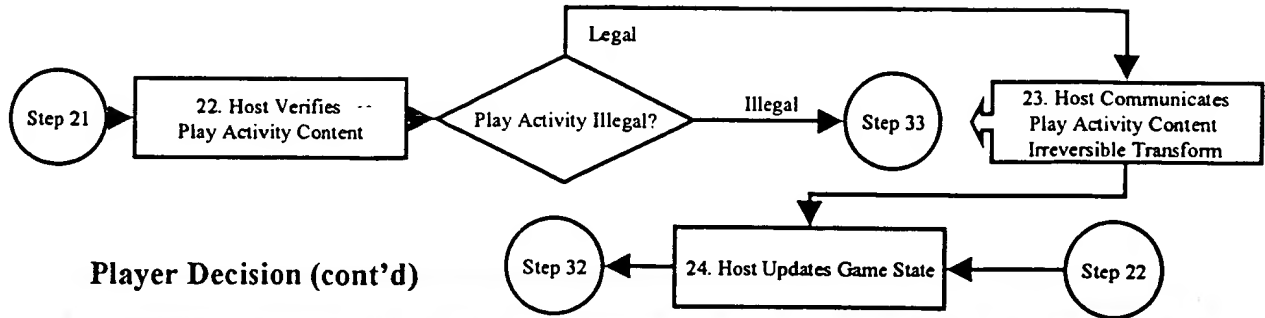 Legal
Step 21
22. Host Verifies
Play Activity Content
Play Activity Illegal?
Illegal
Step 33
23. Host Communicates
Play Activity Content
Irreversible Transform
Player Decision (cont'd)
Step 32
24. Host Updates Game State
Step 22